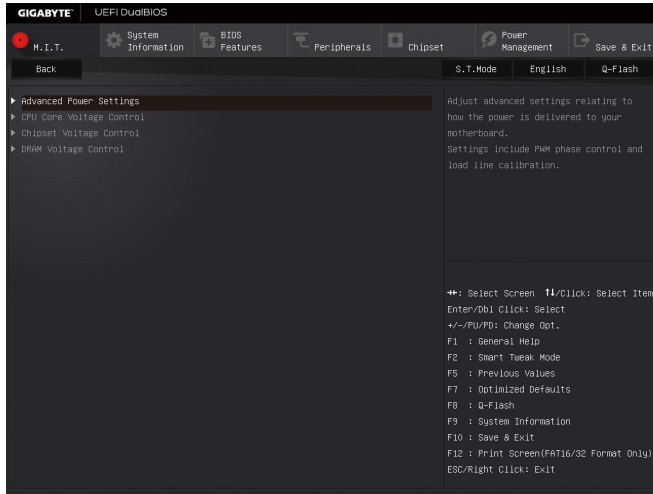 GIGABYTE™ UEFI DualBIOS
M.I.T.
System Information
BIOS Features
Peripherals
Chipset
Power Management
Save & Exit
Back
S.T.Mode English Q-Flash
Advanced Power Settings
CPU Core Voltage Control
Chipset Voltage Control
DRAM Voltage Control
Adjust advanced settings relating to
how the power is delivered to your
motherboard.
Settings include PWM phase control and
load line calibration.
→←: Select Screen ↑↓/Click: Select Item
Enter/Dbl Click: Select
+/-/PU/PD: Change Opt.
F1 : General Help
F2 : Smart Tweak Mode
F5 : Previous Values
F7 : Optimized Defaults
F8 : Q-Flash
F9 : System Information
F10 : Save & Exit
F12 : Print Screen(FAT16/32 Format Only)
ESC/Right Click: Exit